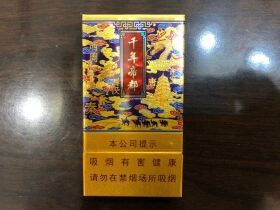 千年帝都
本公司提示
吸烟有害健康
请勿在禁烟场所吸烟